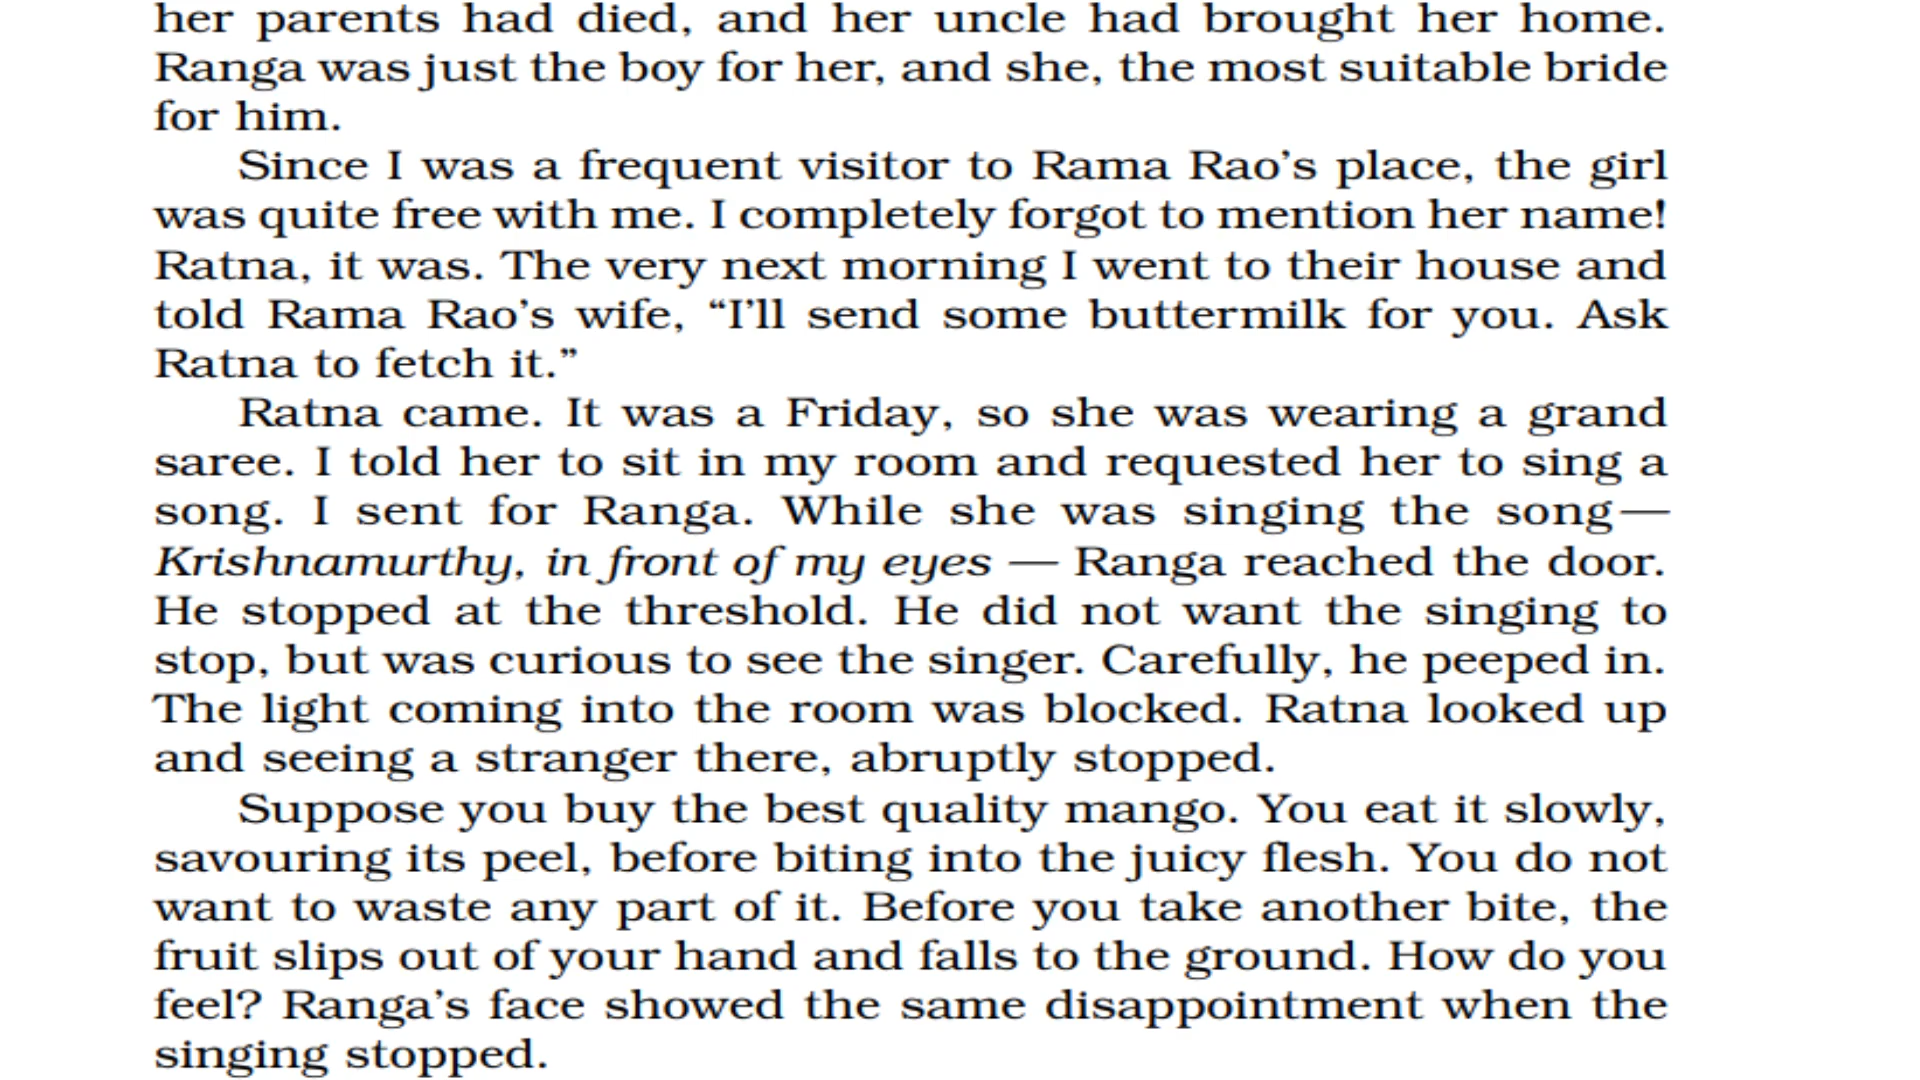 her parents had died, and her uncle had brought her home.
Ranga was just the boy for her, and she, the most suitable bride
for him.
Since I was a frequent visitor to Rama Rao’s place, the girl
was quite free with me. I completely forgot to mention her name!
Ratna, it was. The very next morning I went to their house and
told Rama Rao’s wife, “I’ll send some buttermilk for you. Ask
Ratna to fetch it.”
Ratna came. It was a Friday, so she was wearing a grand
saree. I told her to sit in my room and requested her to sing a
song. I sent for Ranga. While she was singing the song—
Krishnamurthy, in front of my eyes — Ranga reached the door.
He stopped at the threshold. He did not want the singing to
stop, but was curious to see the singer. Carefully, he peeped in.
The light coming into the room was blocked. Ratna looked up
and seeing a stranger there, abruptly stopped.
Suppose you buy the best quality mango. You eat it slowly,
savouring its peel, before biting into the juicy flesh. You do not
want to waste any part of it. Before you take another bite, the
fruit slips out of your hand and falls to the ground. How do you
feel? Ranga’s face showed the same disappointment when the
singing stopped.